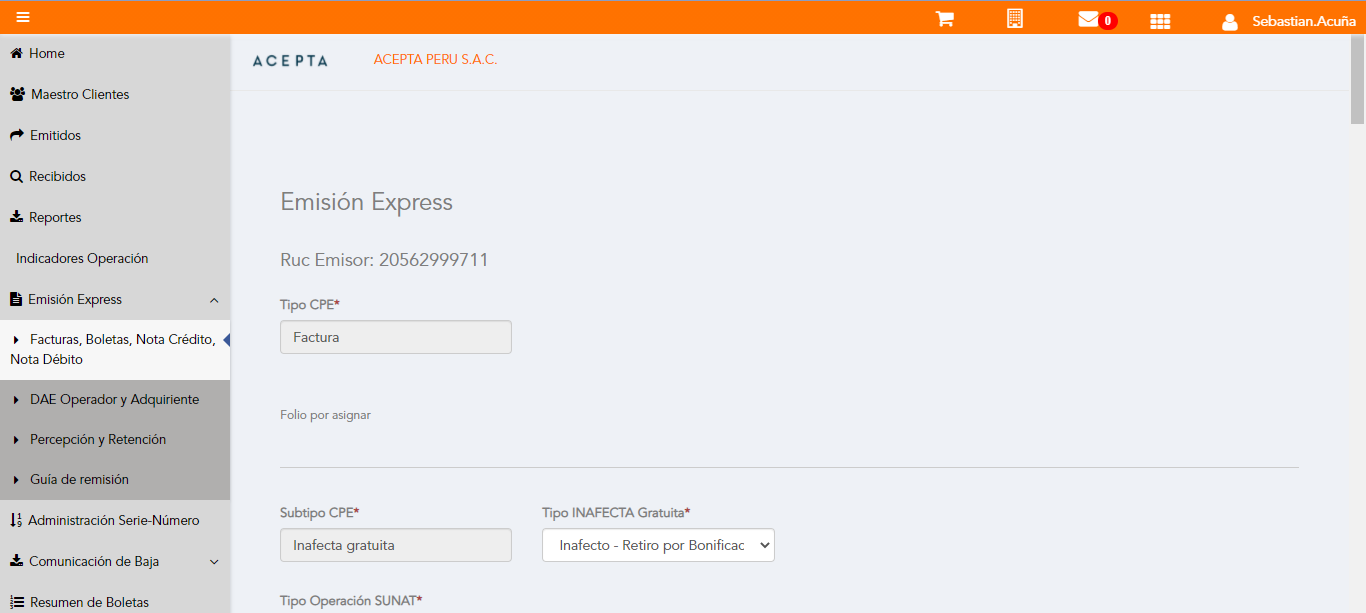 0
Sebastian.Acuña
Home
Maestro Clientes
Emitidos
Recibidos
Reportes
Indicadores Operación
Emisión Express
Facturas, Boletas, Nota Crédito,
Nota Débito
DAE Operador y Adquiriente
Percepción y Retención
Guía de remisión
Administración Serie-Número
Comunicación de Baja
Resumen de Boletas
ACEPTA
ACEPTA PERU S.A.C.
Emisión Express
Ruc Emisor: 20562999711
Tipo CPE*
Factura
Folio por asignar
Subtipo CPE*
Tipo INAFECTA Gratuita*
Inafecta gratuita
Inafecto - Retiro por Bonificac
Tipo Operación SUNAT*